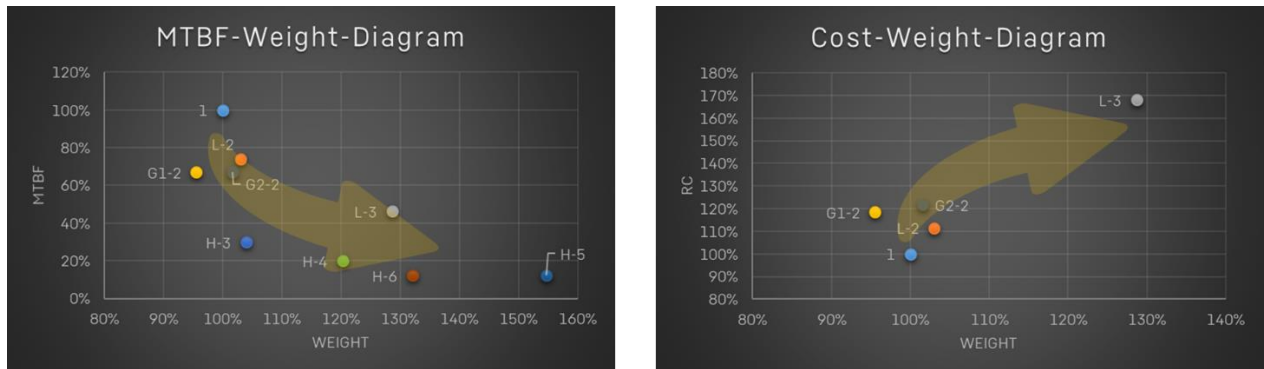 MTBF-Weight-Diagram
120%
100%
80%
60%
40%
20%
0%
MTBF
1
L-2
G1-2
G2-2
L-3
H-3
H-4
H-6
H-5
80% 90% 100% 110% 120% 130% 140% 150% 160%
WEIGHT
Cost-Weight-Diagram
180%
170%
160%
150%
140%
130%
120%
110%
100%
90%
80%
RC
L-3
G1-2
G2-2
L-2
1
80% 90% 100% 110% 120% 130% 140%
WEIGHT